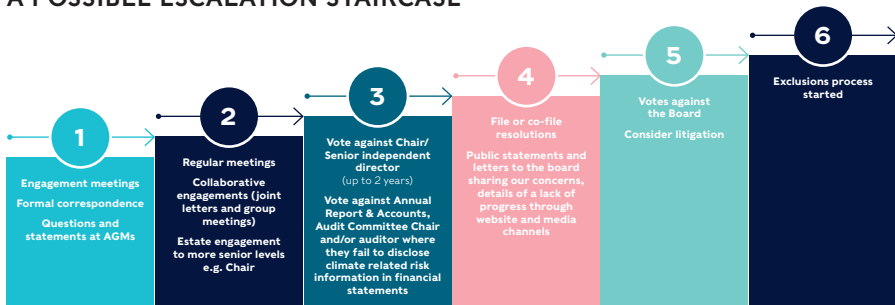 A POSSIBLE ESCALATION STAIRCASE
1
Engagement meetings
Formal correspondence
Questions and
statements at AGMs
2
Regular meetings
Collaborative
engagements (joint
letters and group
meetings)
Estate engagement
to more senior levels
e.g. Chair
3
Vote against Chair/
Senior independent
director
(up to 2 years)
Vote against Annual
Report & Accounts,
Audit Committee Chair
and/or auditor where
they fail to disclose
climate related risk
information in financial
statements
4
File or co-file
resolutions
Public statements and
letters to the board
sharing our concerns,
details of a lack of
progress through
website and media
channels
5
Votes against
the Board
Consider litigation
6
Exclusions process
started